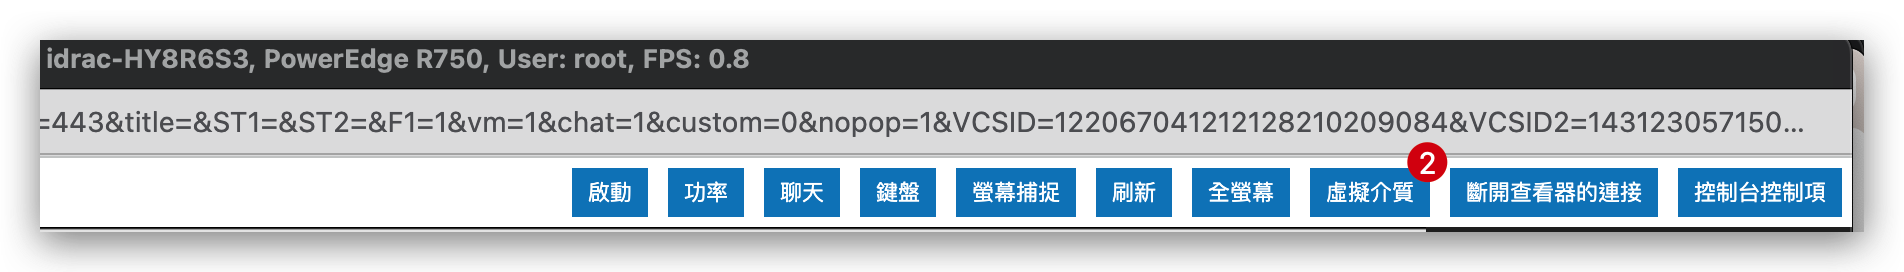 idrac-HY8R6S3, PowerEdge R750, User: root, FPS: 0.8
=443&title=&ST1=&ST2=&F1=1&vm=1&chat=1&custom=0&nopop=1&VCSID=122067041212128210209084&VCSID2=143123057150...
2
啟動 功率 聊天 鍵盤 螢幕捕捉 刷新 全螢幕 虛擬介質 斷開查看器的連接 控制台控制項